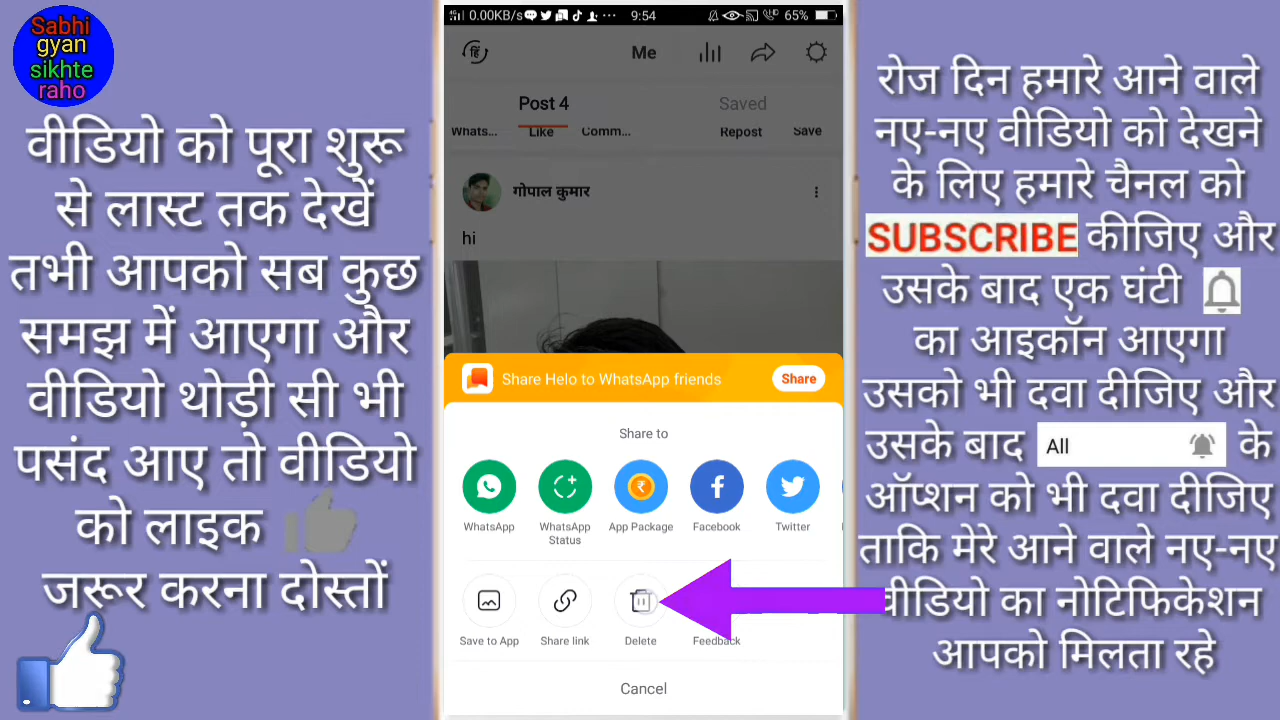 Sabhi
gyan
sikhte
raho
वीडियो को पूरा शुरू
से लास्ट तक देखें
तभी आपको सब कुछ
समझ में आएगा और
वीडियो थोड़ी सी भी
पसंद आए तो वीडियो
को लाइक
जरूर करना दोस्तों
0.00KB/s 9:54 65%
हिं Me
Post 4 Saved
Whats... Like Comm... Repost Save
गोपाल कुमार
hi
Share Helo to WhatsApp friends Share
Share to
WhatsApp WhatsApp Status App Package Facebook Twitter
Save to App Share link Delete Feedback
Cancel
रोज दिन हमारे आने वाले
नए-नए वीडियो को देखने
के लिए हमारे चैनल को
SUBSCRIBE कीजिए और
उसके बाद एक घंटी
का आइकॉन आएगा
उसको भी दवा दीजिए और
उसके बाद All के
ऑप्शन को भी दवा दीजिए
ताकि मेरे आने वाले नए-नए
वीडियो का नोटिफिकेशन
आपको मिलता रहे